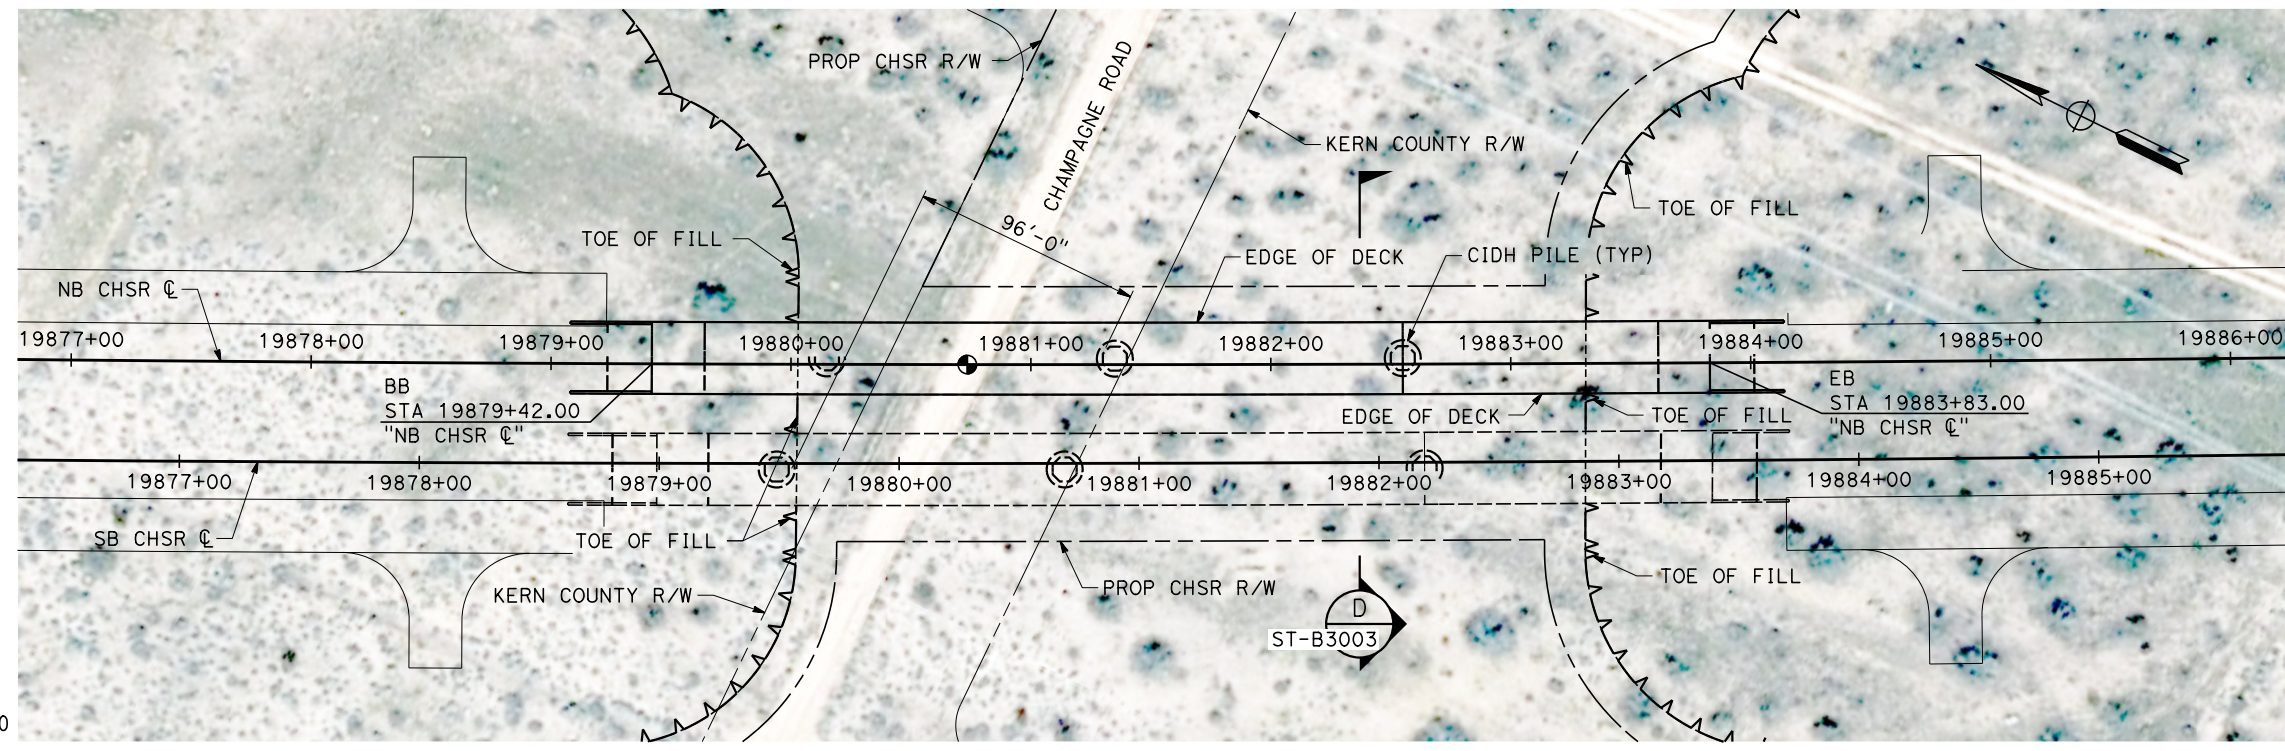 PROP CHSR R/W
CHAMPAGNE ROAD
KERN COUNTY R/W
TOE OF FILL
TOE OF FILL
96'-0"
EDGE OF DECK
CIDH PILE (TYP)
NB CHSR ℄
19877+00
19878+00
19879+00
19880+00
19881+00
19882+00
19883+00
19884+00
19885+00
19886+00
BB
STA 19879+42.00
"NB CHSR ℄"
EB
STA 19883+83.00
"NB CHSR ℄"
EDGE OF DECK
TOE OF FILL
19877+00
19878+00
19879+00
19880+00
19881+00
19882+00
19883+00
19884+00
19885+00
SB CHSR ℄
TOE OF FILL
TOE OF FILL
KERN COUNTY R/W
PROP CHSR R/W
D
ST-B3003
0